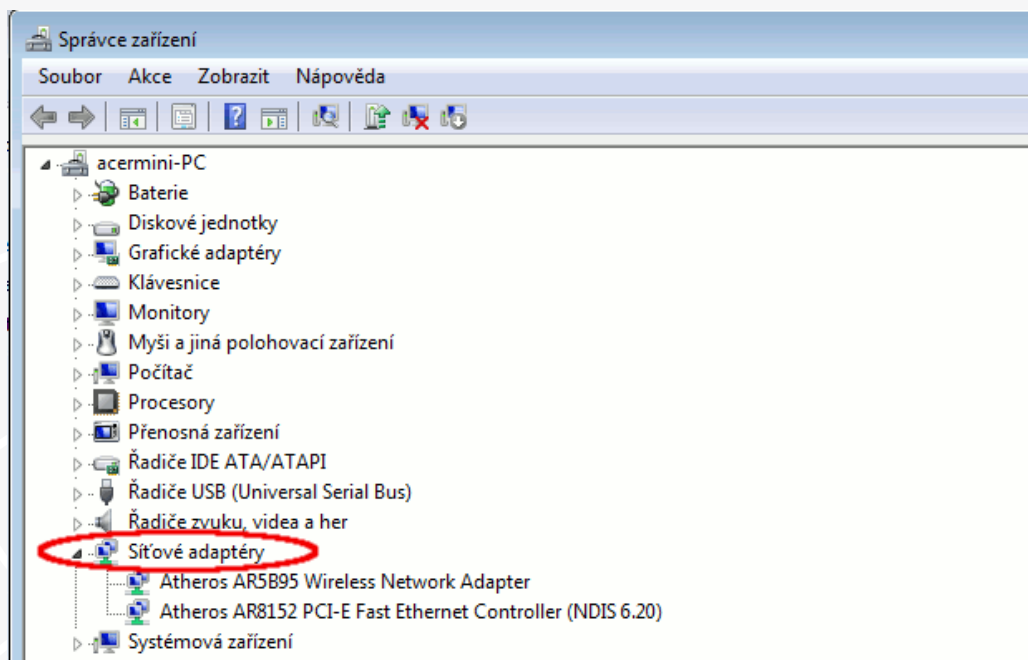 Správce zařízení
Soubor Akce Zobrazit Nápověda
acermini-PC
Baterie
Diskové jednotky
Grafické adaptéry
Klávesnice
Monitory
Myši a jiná polohovací zařízení
Počítač
Procesory
Přenosná zařízení
Řadiče IDE ATA/ATAPI
Řadiče USB (Universal Serial Bus)
Řadiče zvuku, videa a her
Síťové adaptéry
Atheros AR5B95 Wireless Network Adapter
Atheros AR8152 PCI-E Fast Ethernet Controller (NDIS 6.20)
Systémová zařízení